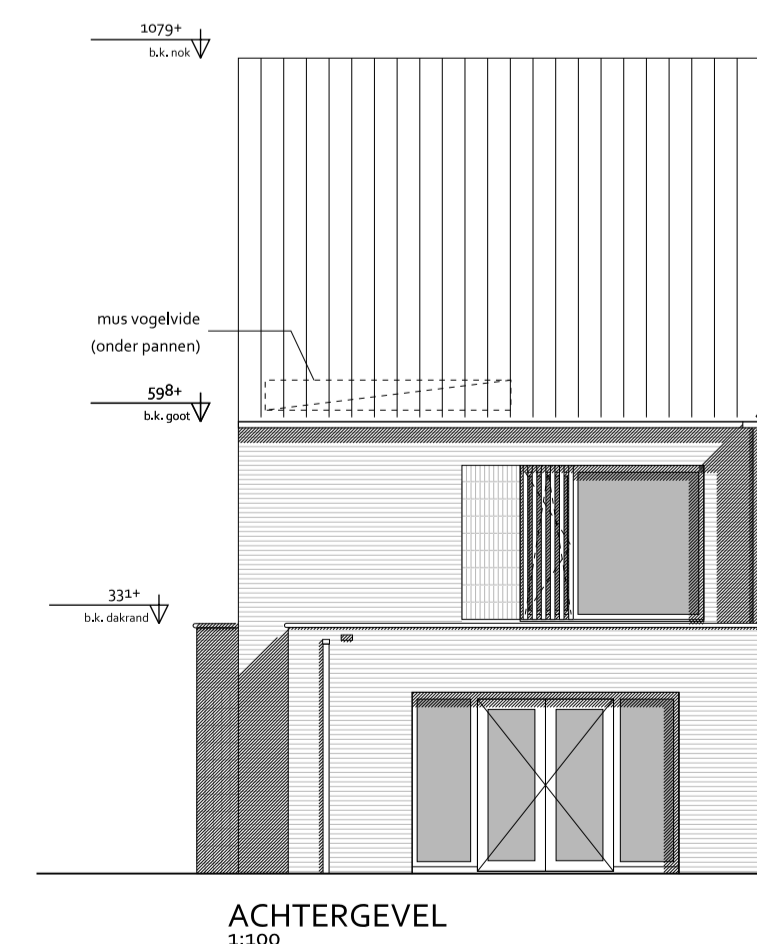 1079+
b.k. nok
mus vogelvide
(onder pannen)
598+
b.k. goot
331+
b.k. dakrand
ACHTERGEVEL
1:100